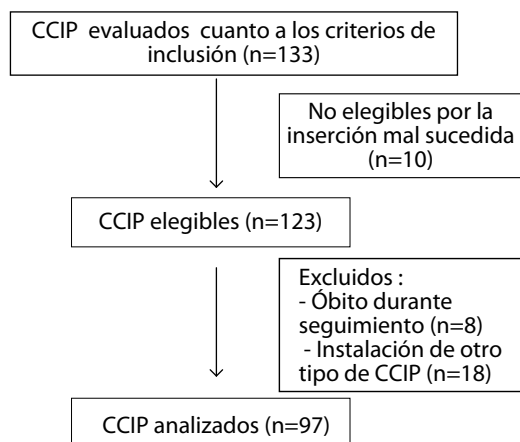 CCIP evaluados cuanto a los criterios de
inclusión (n=133)
No elegibles por la
inserción mal sucedida
(n=10)
CCIP elegibles (n=123)
Excluidos :
- Óbito durante
seguimiento (n=8)
- Instalación de otro
tipo de CCIP (n=18)
CCIP analizados (n=97)